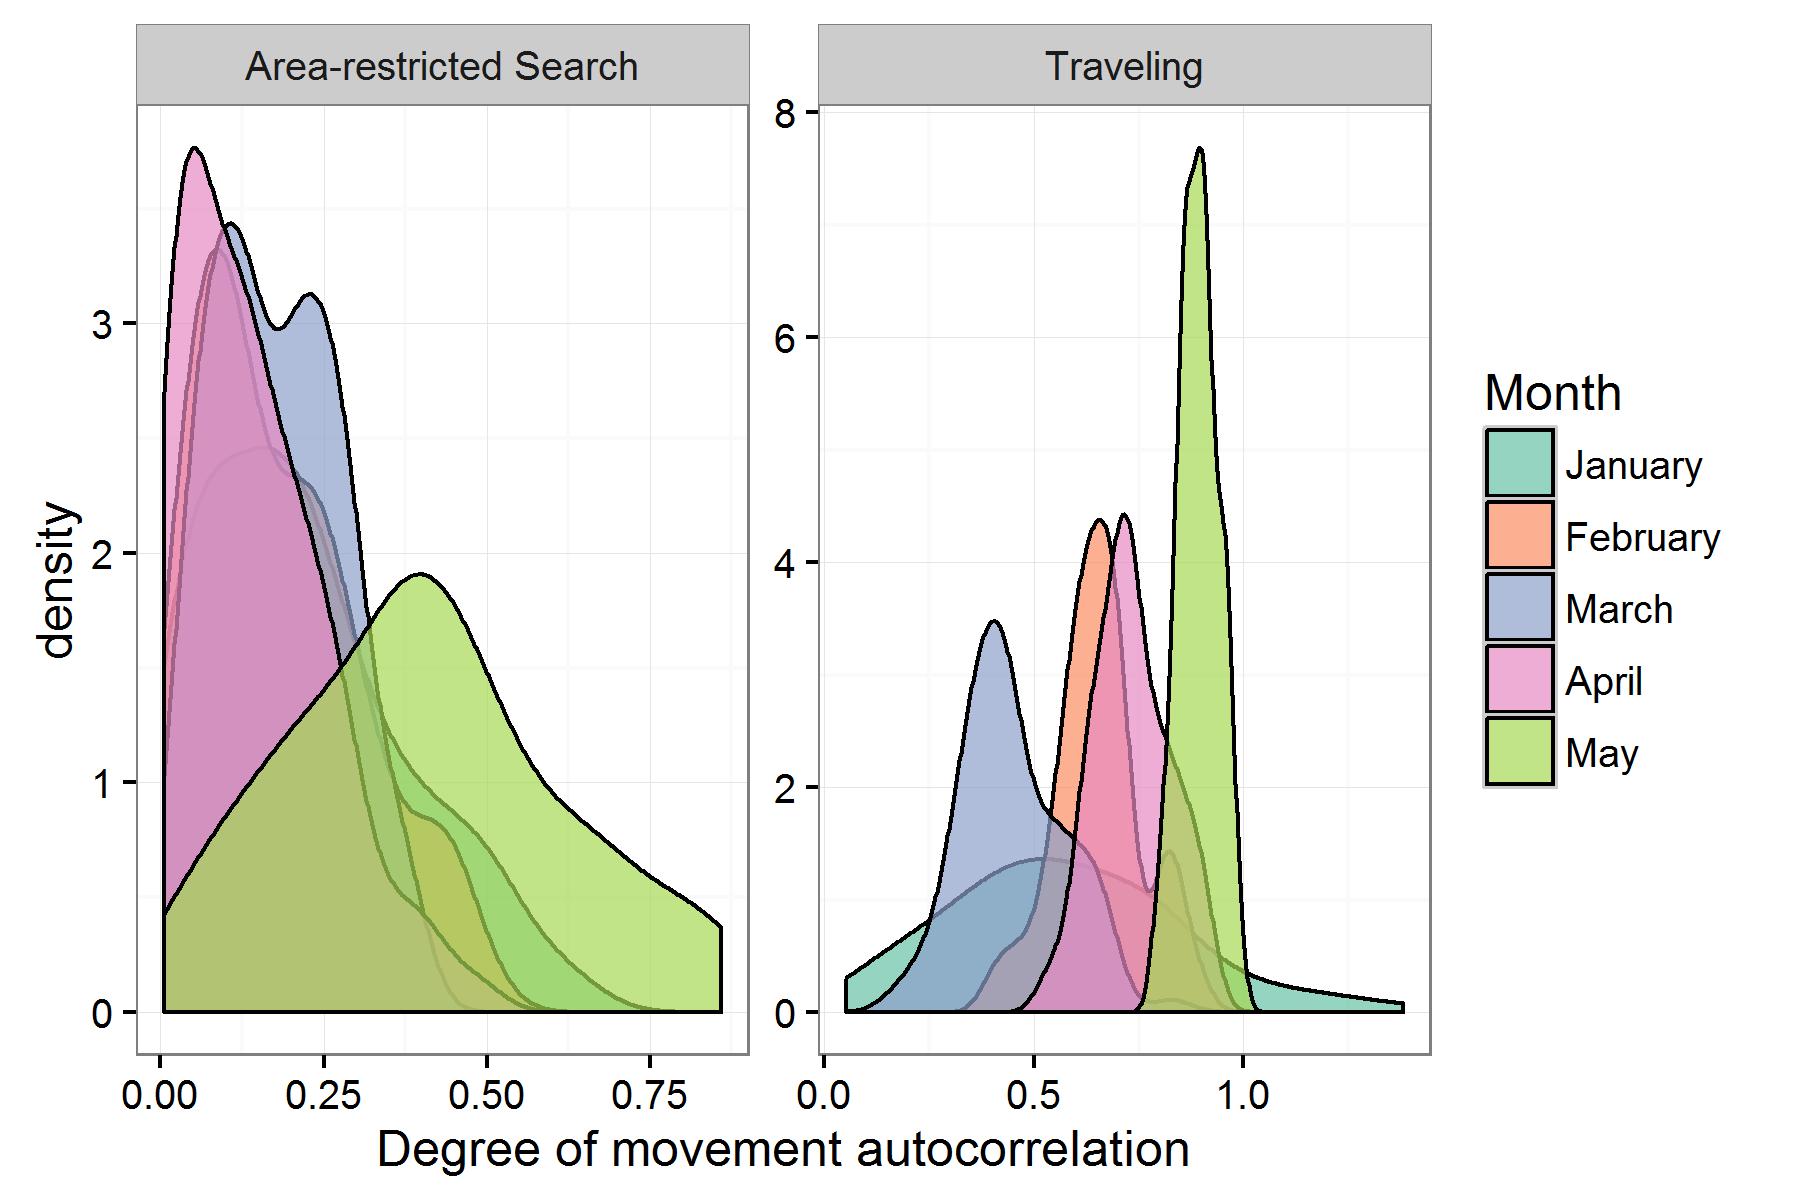 Area-restricted Search
Traveling
density
3
2
1
0
8
6
4
2
0
0.00 0.25 0.50 0.75
0.0 0.5 1.0
Degree of movement autocorrelation
Month
January
February
March
April
May